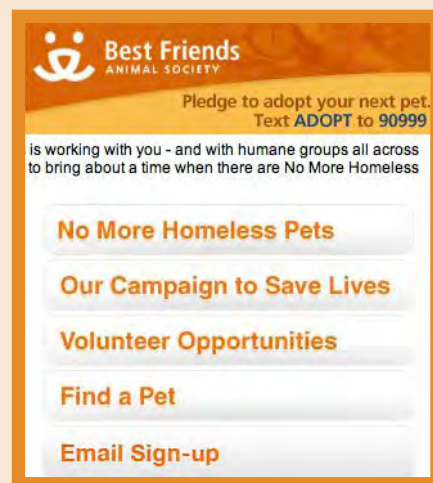 Best Friends
ANIMAL SOCIETY
Pledge to adopt your next pet.
Text ADOPT to 90999
is working with you - and with humane groups all across
to bring about a time when there are No More Homeless
No More Homeless Pets
Our Campaign to Save Lives
Volunteer Opportunities
Find a Pet
Email Sign-up